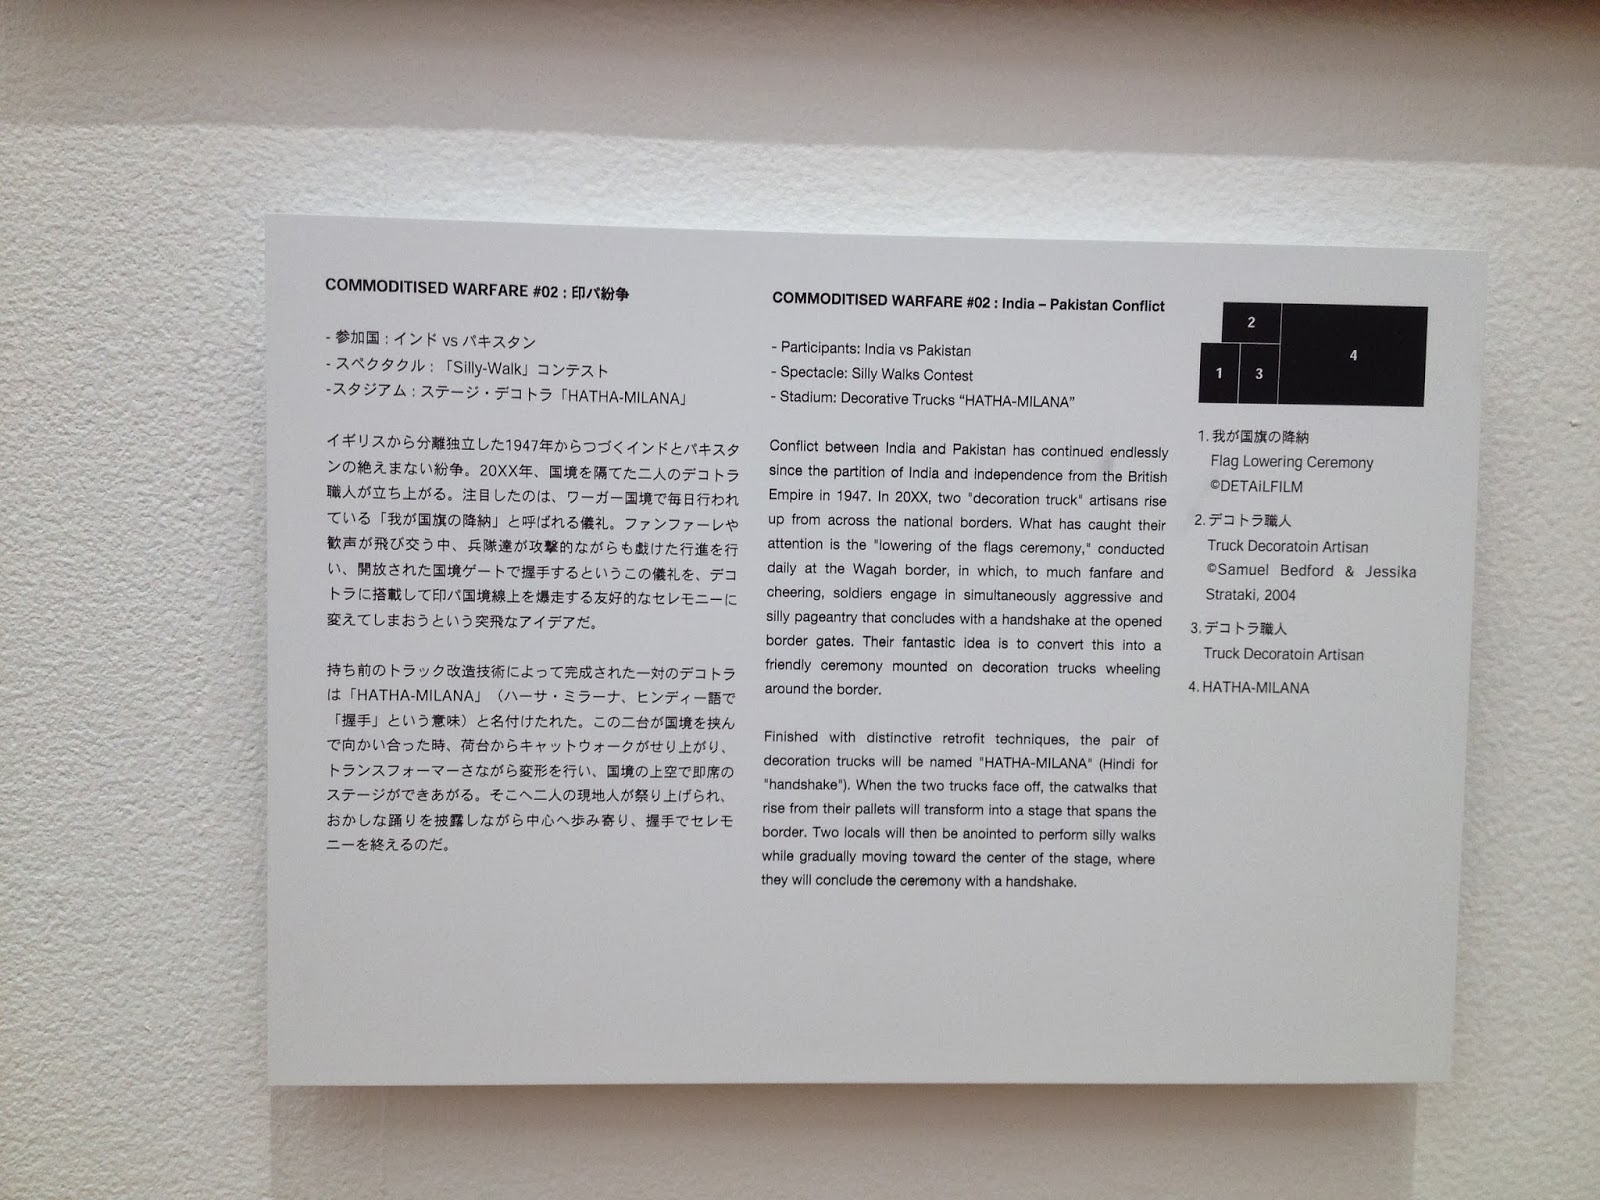 COMMODITISED WARFARE #02 : 印パ紛争
- 参加国 : インド vs パキスタン
- スペクタクル : 「Silly-Walk」コンテスト
-スタジアム : ステージ・デコトラ「HATHA-MILANA」
イギリスから分離独立した1947年からつづくインドとパキスタ
ンの絶えまない紛争。20XX年、国境を隔てた二人のデコトラ
職人が立ち上がる。注目したのは、ワーガー国境で毎日行われ
ている「我が国旗の降納」と呼ばれる儀礼。ファンファーレや
歓声が飛び交う中、兵隊達が攻撃的ながらも戯けた行進を行
い、開放された国境ゲートで握手するというこの儀礼を、デコ
トラに搭載して印パ国境線上を爆走する友好的なセレモニーに
変えてしまおうという突飛なアイデアだ。
持ち前のトラック改造技術によって完成された一対のデコトラ
は「HATHA-MILANA」（ハーサ・ミラーナ、ヒンディー語で
「握手」という意味）と名付けたれた。この二台が国境を挟ん
で向かい合った時、荷台からキャットウォークがせり上がり、
トランスフォーマーさながら変形を行い、国境の上空で即席の
ステージができあがる。そこへ二人の現地人が祭り上げられ、
おかしな踊りを披露しながら中心へ歩み寄り、握手でセレモ
ニーを終えるのだ。
COMMODITISED WARFARE #02 : India – Pakistan Conflict
- Participants: India vs Pakistan
- Spectacle: Silly Walks Contest
- Stadium: Decorative Trucks “HATHA-MILANA”
Conflict between India and Pakistan has continued endlessly
since the partition of India and independence from the British
Empire in 1947. In 20XX, two "decoration truck" artisans rise
up from across the national borders. What has caught their
attention is the "lowering of the flags ceremony," conducted
daily at the Wagah border, in which, to much fanfare and
cheering, soldiers engage in simultaneously aggressive and
silly pageantry that concludes with a handshake at the opened
border gates. Their fantastic idea is to convert this into a
friendly ceremony mounted on decoration trucks wheeling
around the border.
Finished with distinctive retrofit techniques, the pair of
decoration trucks will be named "HATHA-MILANA" (Hindi for
"handshake"). When the two trucks face off, the catwalks that
rise from their pallets will transform into a stage that spans the
border. Two locals will then be anointed to perform silly walks
while gradually moving toward the center of the stage, where
they will conclude the ceremony with a handshake.
2
4
1
3
1. 我が国旗の降納
Flag Lowering Ceremony
©DETAiLFILM
2. デコトラ職人
Truck Decoratoin Artisan
©Samuel Bedford & Jessika
Strataki, 2004
3. デコトラ職人
Truck Decoratoin Artisan
4. HATHA-MILANA